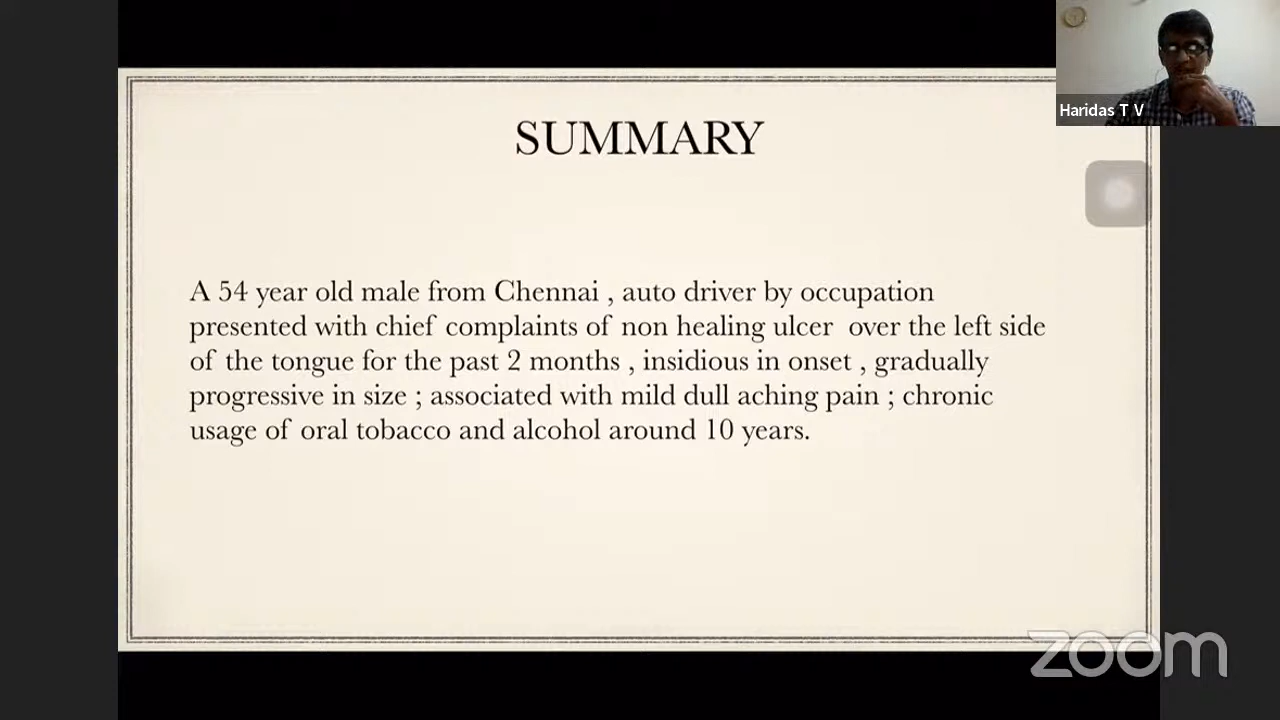 Haridas T V
SUMMARY
A 54 year old male from Chennai , auto driver by occupation
presented with chief complaints of non healing ulcer over the left side
of the tongue for the past 2 months , insidious in onset , gradually
progressive in size ; associated with mild dull aching pain ; chronic
usage of oral tobacco and alcohol around 10 years.
zoom